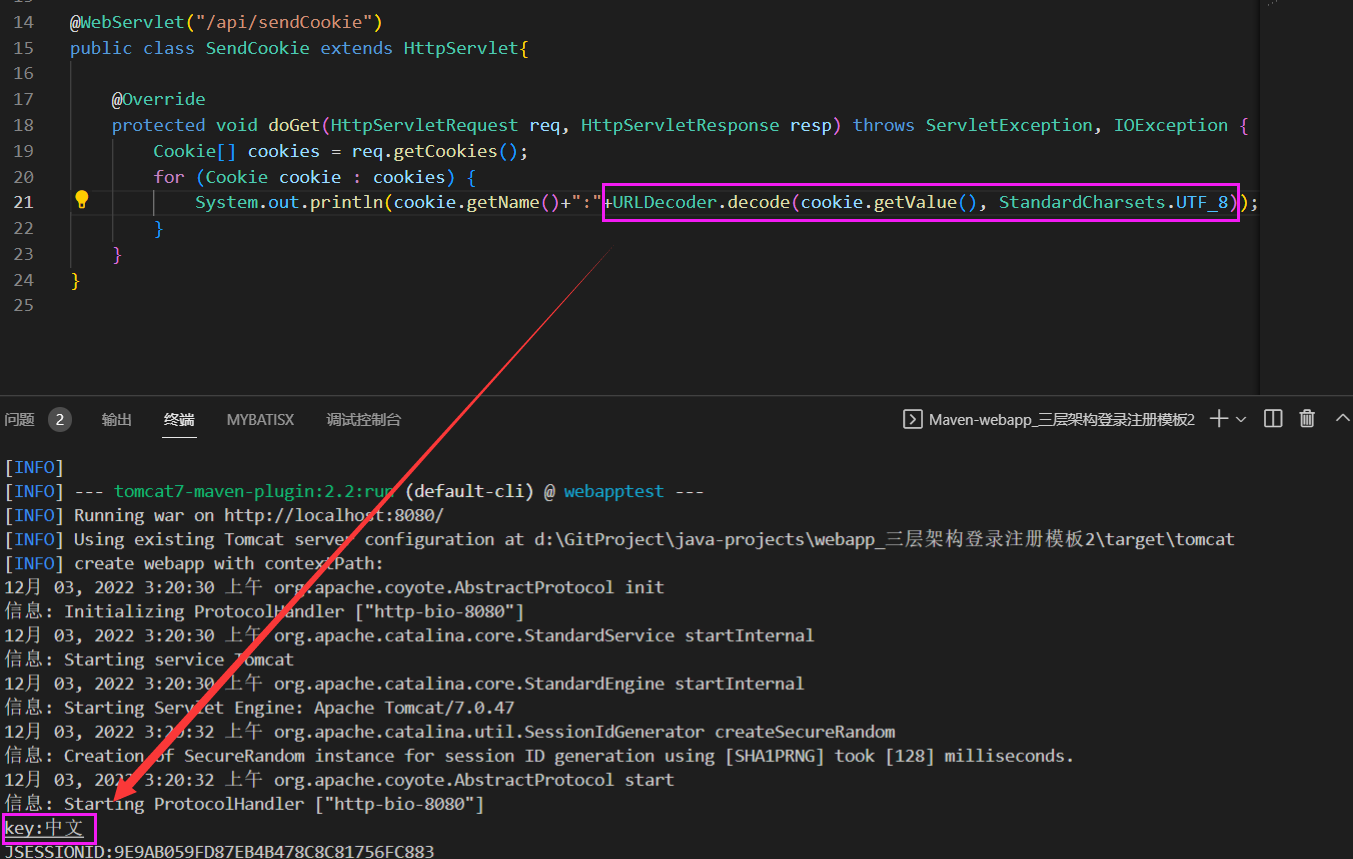 14 @WebServlet("/api/sendCookie")
15 public class SendCookie extends HttpServlet{
16
17 @Override
18 protected void doGet(HttpServletRequest req, HttpServletResponse resp) throws ServletException, IOException {
19 Cookie[] cookies = req.getCookies();
20 for (Cookie cookie : cookies) {
21 System.out.println(cookie.getName()+":"+URLDecoder.decode(cookie.getValue(), StandardCharsets.UTF_8));
22 }
23 }
24 }
25
问题 2 输出 终端 MYBATISX 调试控制台 Maven-webapp_三层架构登录注册模板2
[INFO]
[INFO] --- tomcat7-maven-plugin:2.2:run (default-cli) @ webapptest ---
[INFO] Running war on http://localhost:8080/
[INFO] Using existing Tomcat server configuration at d:\GitProject\java-projects\webapp_三层架构登录注册模板2\target\tomcat
[INFO] create webapp with contextPath:
12月 03, 2022 3:20:30 上午 org.apache.coyote.AbstractProtocol init
信息: Initializing ProtocolHandler ["http-bio-8080"]
12月 03, 2022 3:20:30 上午 org.apache.catalina.core.StandardService startInternal
信息: Starting service Tomcat
12月 03, 2022 3:20:30 上午 org.apache.catalina.core.StandardEngine startInternal
信息: Starting Servlet Engine: Apache Tomcat/7.0.47
12月 03, 2022 3:20:32 上午 org.apache.catalina.util.SessionIdGenerator createSecureRandom
信息: Creation of SecureRandom instance for session ID generation using [SHA1PRNG] took [128] milliseconds.
12月 03, 2022 3:20:32 上午 org.apache.coyote.AbstractProtocol start
信息: Starting ProtocolHandler ["http-bio-8080"]
key:中文
JSESSIONID:9E9AB059FD87EB4B478C8C81756FC883